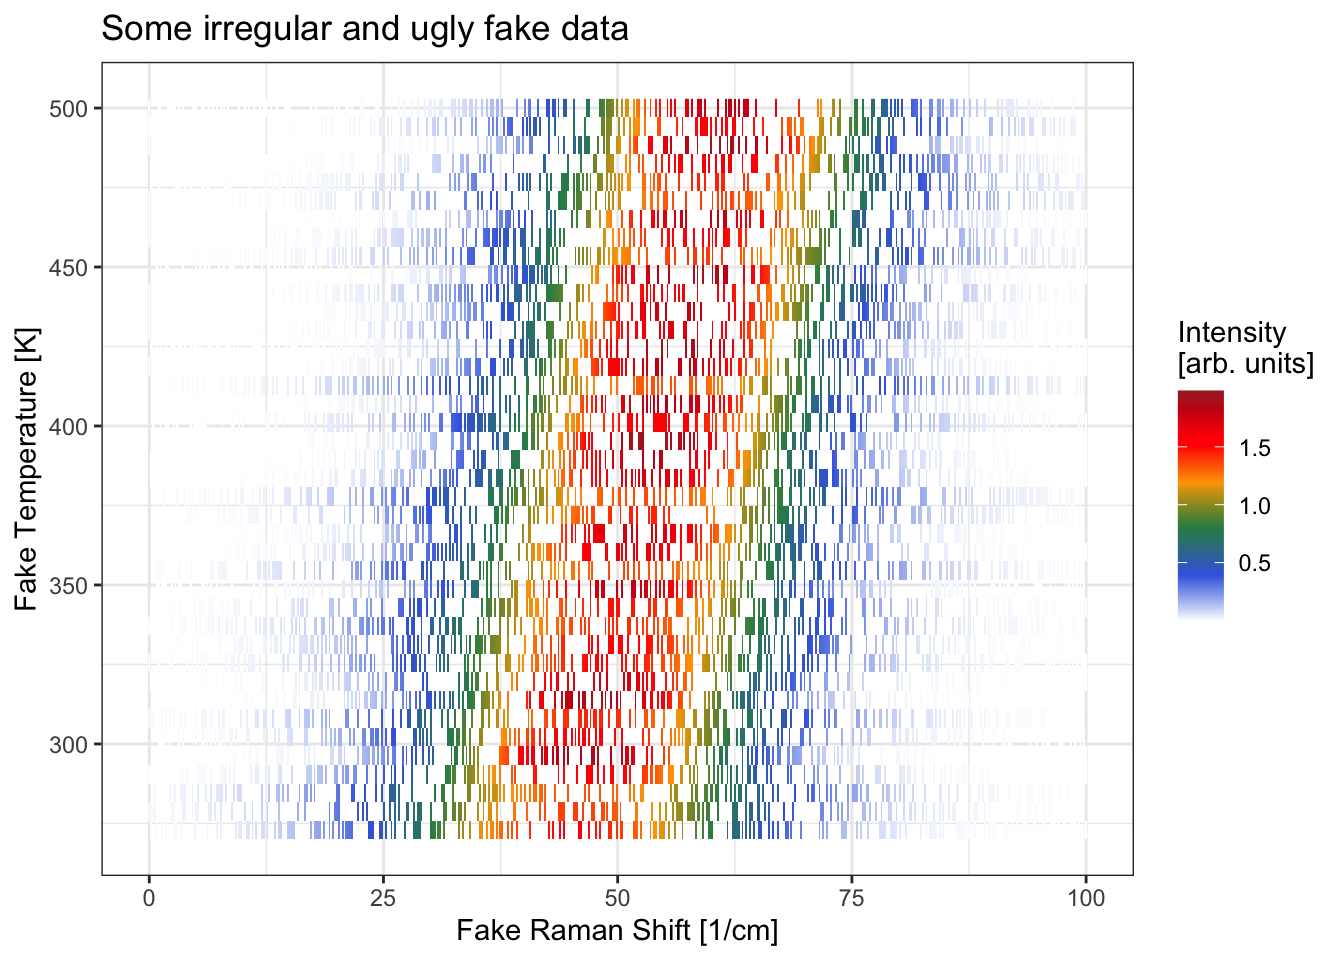 Some irregular and ugly fake data
Fake Temperature [K]
500
450
400
350
300
0 25 50 75 100
Fake Raman Shift [1/cm]
Intensity
[arb. units]
1.5
1.0
0.5